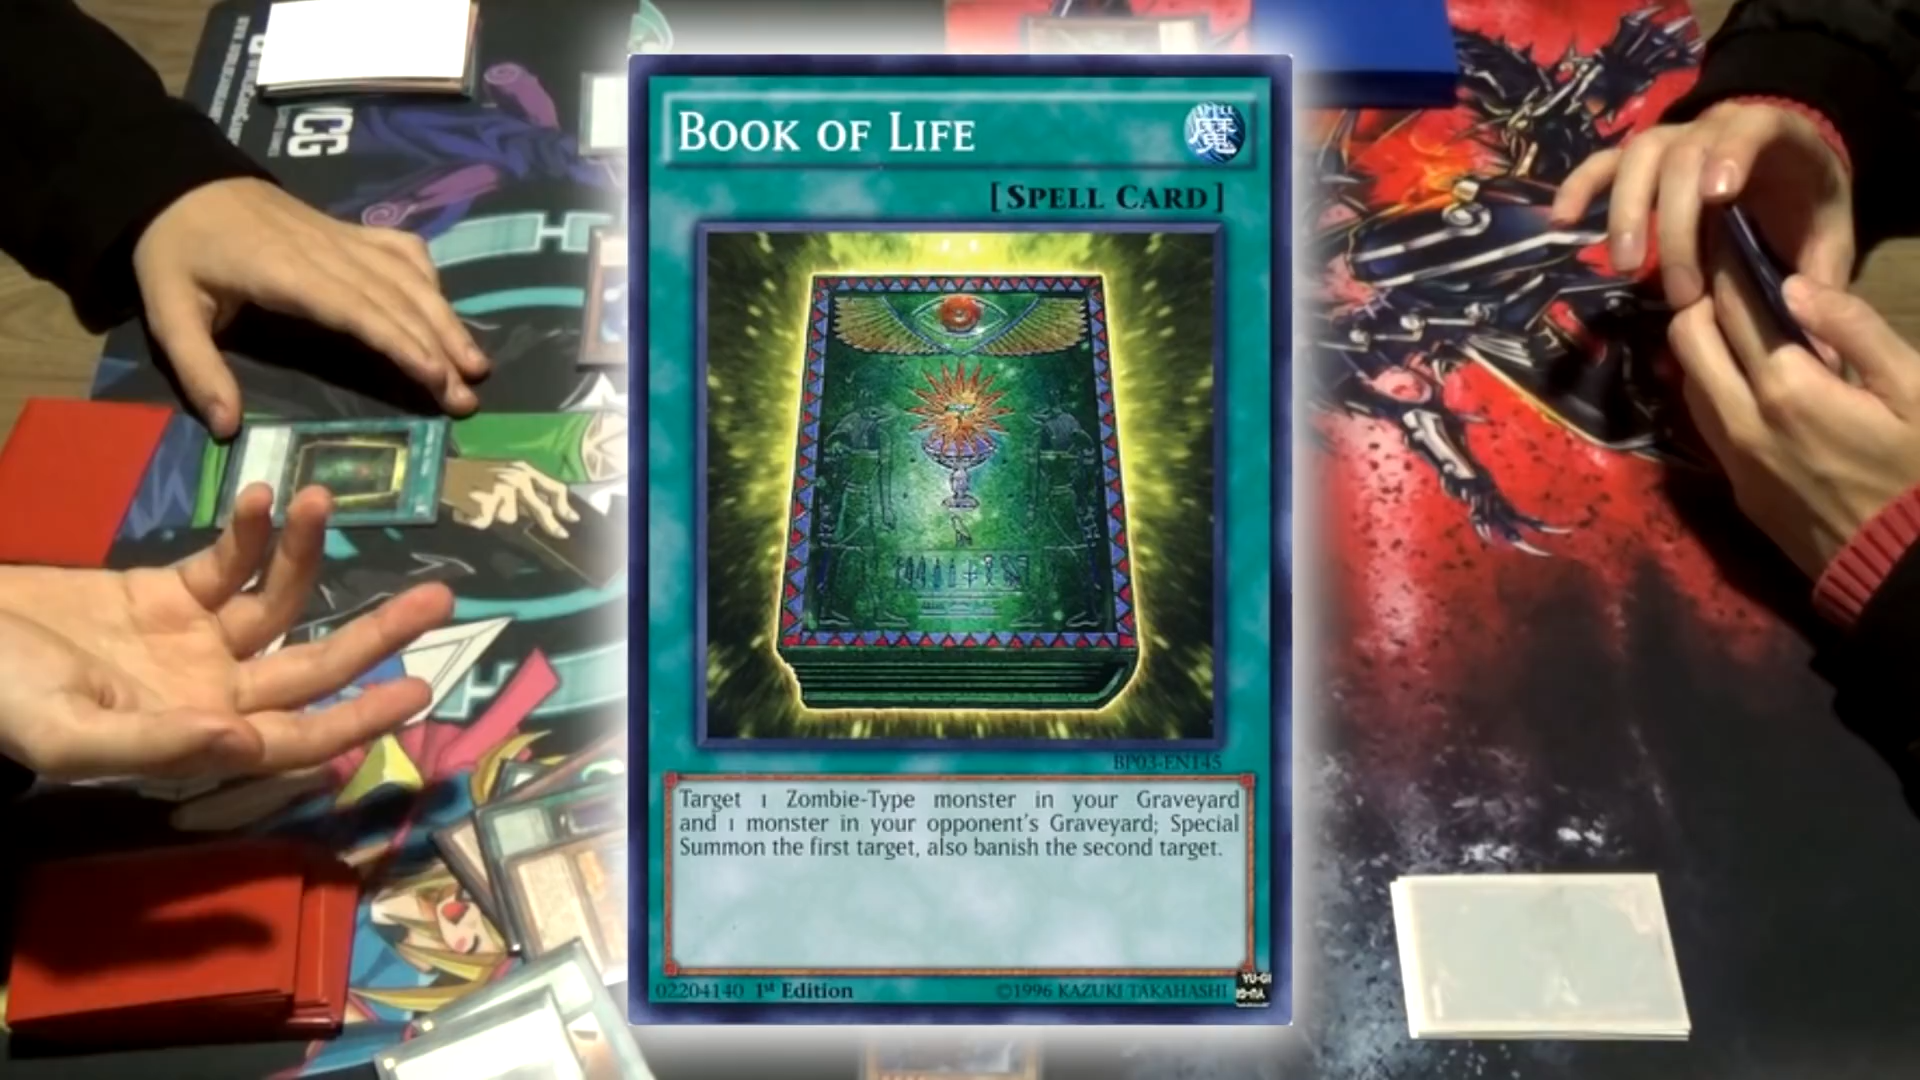 BOOK OF LIFE
魔
[SPELL CARD]
BP03-EN145
Target 1 Zombie-Type monster in your Graveyard
and 1 monster in your opponent's Graveyard; Special
Summon the first target, also banish the second target.
02204140 1st Edition ©1996 KAZUKI TAKAHASHI
CG